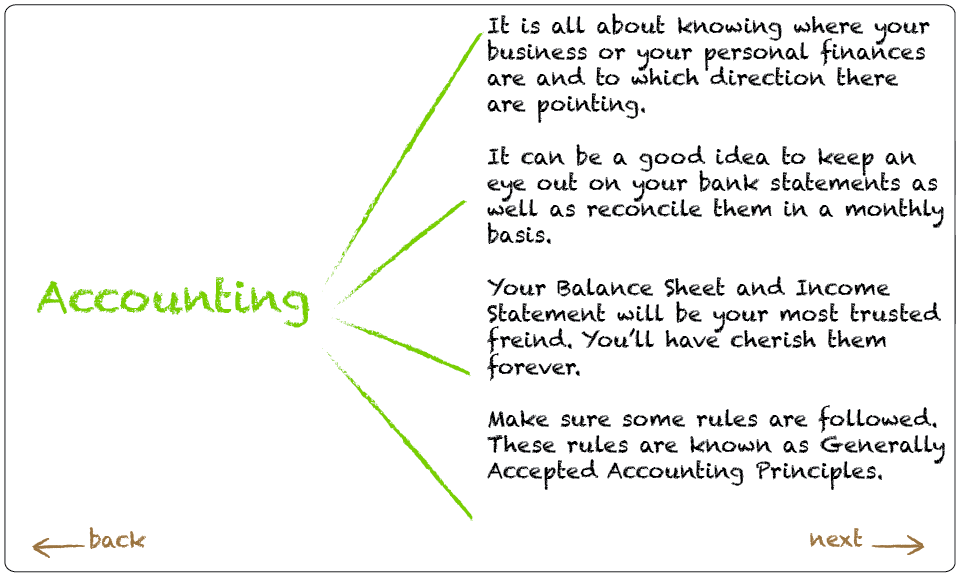 It is all about knowing where your
business or your personal finances
are and to which direction there
are pointing.
It can be a good idea to keep an
eye out on your bank statements as
well as reconcile them in a monthly
basis.
Accounting
Your Balance Sheet and Income
Statement will be your most trusted
freind. You'll have cherish them
forever.
Make sure some rules are followed.
These rules are known as Generally
Accepted Accounting Principles.
back
next